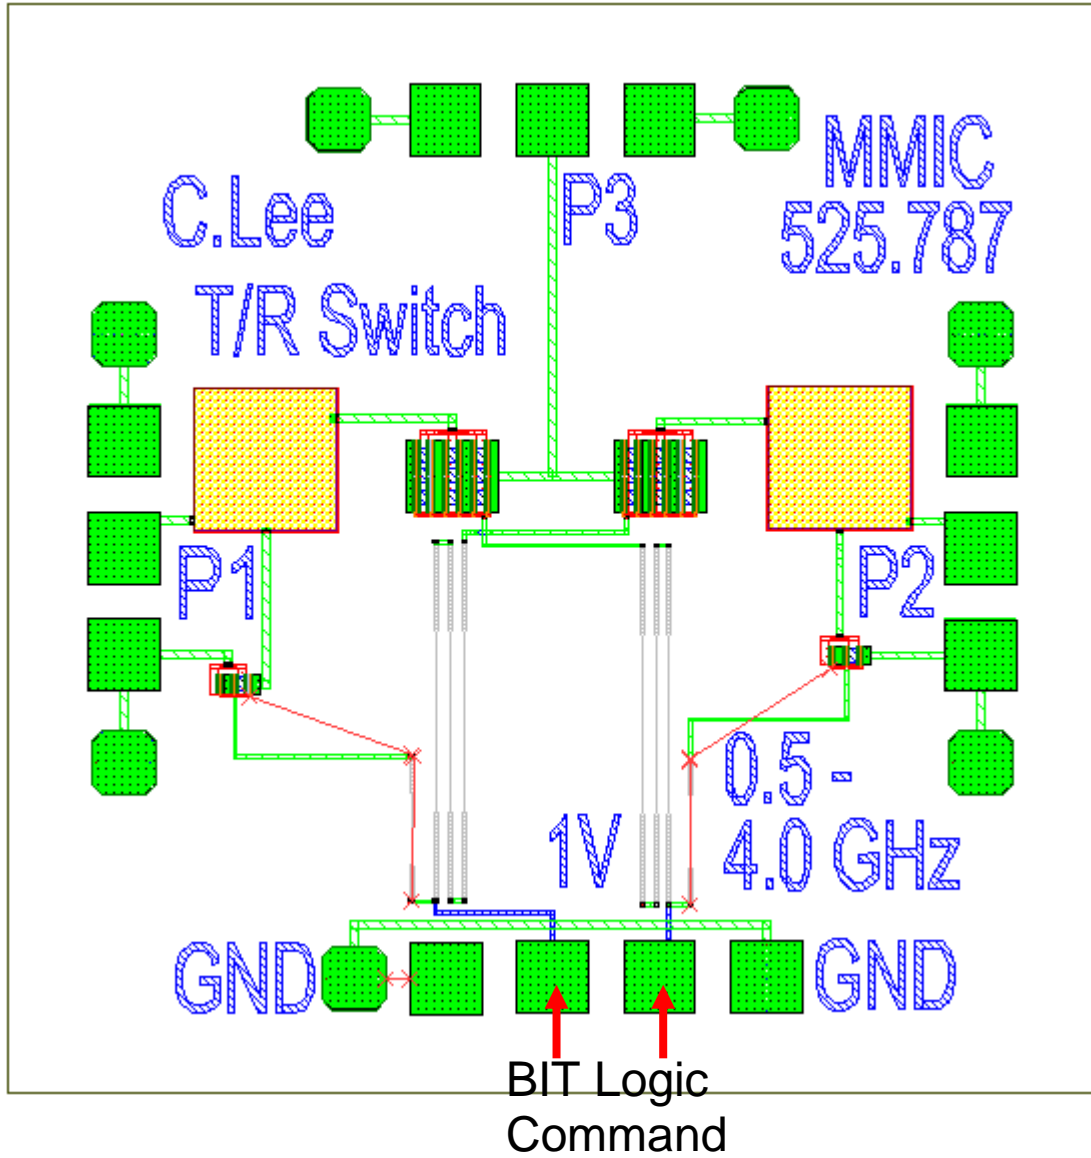 MMIC
525.787
C.Lee
P3
T/R Switch
P1
P2
0.5 -
4.0 GHz
1V
GND
GND
BIT Logic
Command